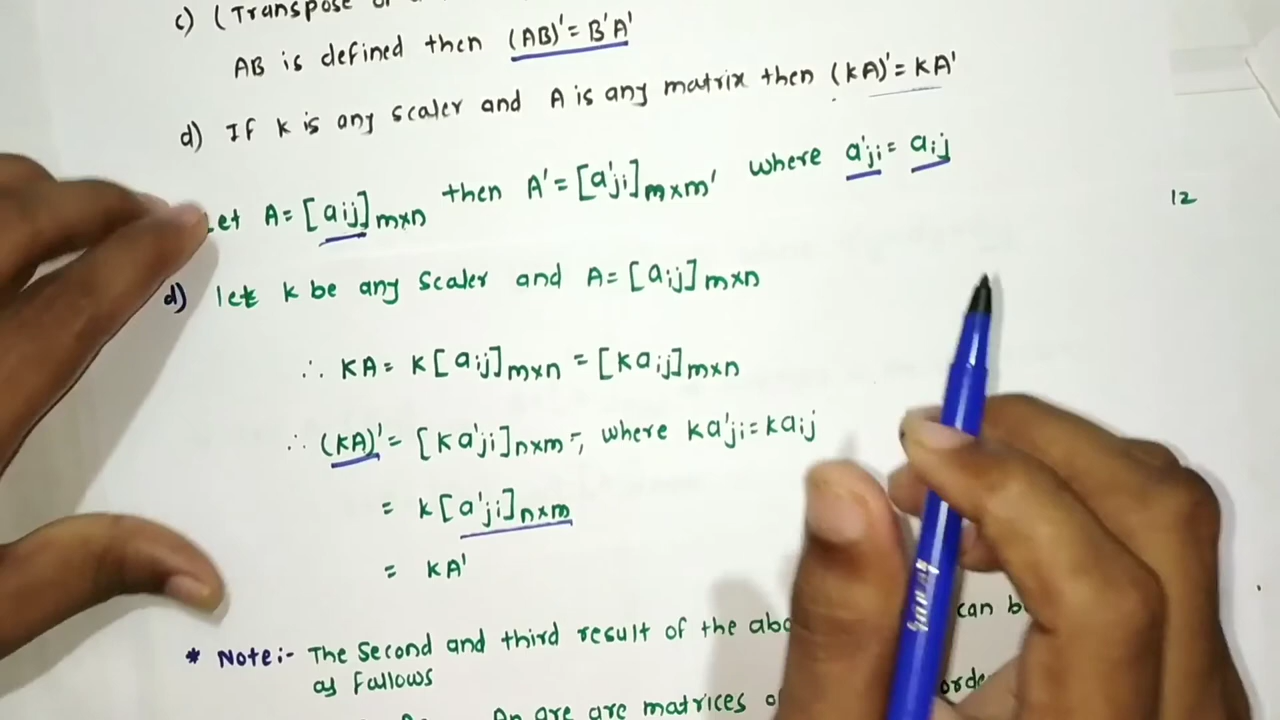 c) (Transpose of a
AB is defined then (AB)'= B'A'
d) If k is any scaler and A is any matrix then (KA)'= KA'
Let A= [aij]m×n then A'= [a'ji]m×m' where a'ji = aij
12
d) let k be any scaler and A= [aij]m×n
∴ KA= K[aij]m×n = [kaij]m×n
∴ (KA)'= [ka'ji]n×m =, where ka'ji=kaij
= k[a'ji]n×m
= KA'
* Note:- The second and third result of the can be
as follows
An are are matrices